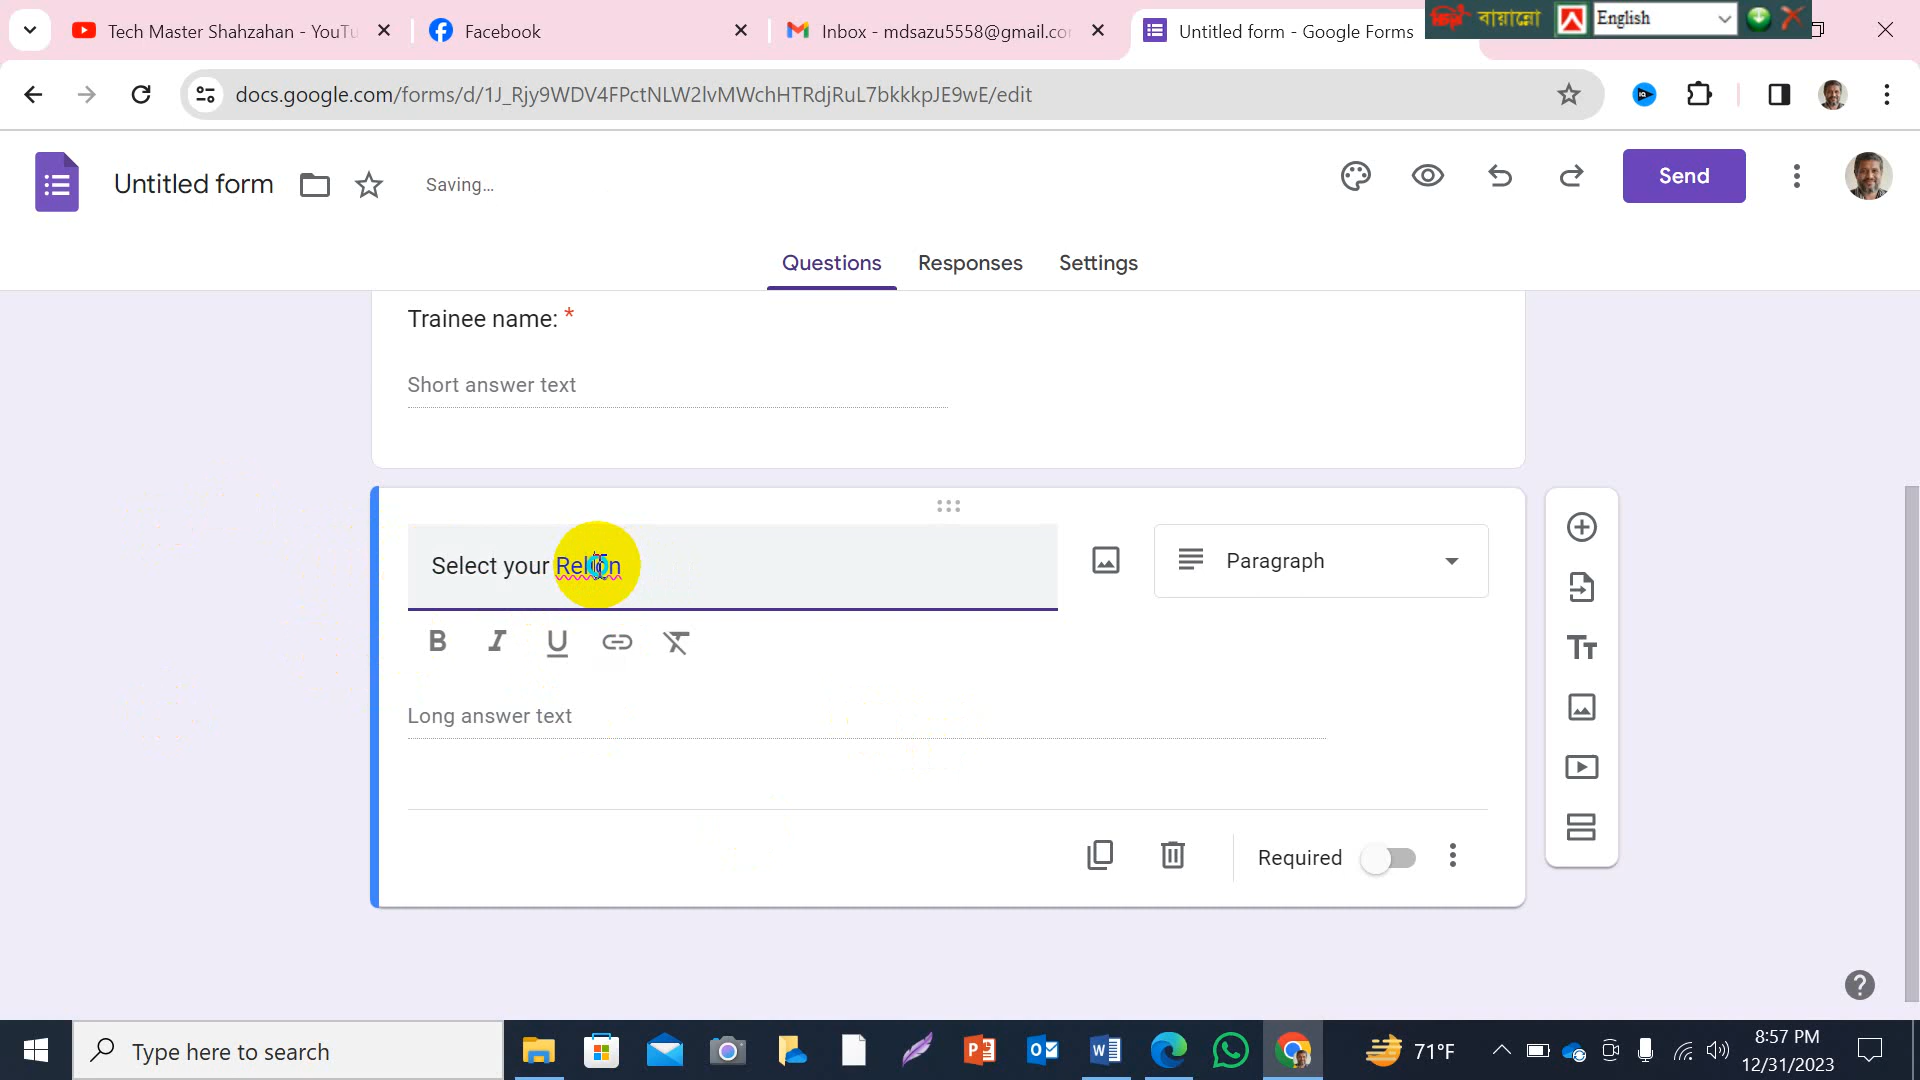 Tech Master Shahzahan - YouTu
Facebook
Inbox - mdsazu5558@gmail.co
Untitled form - Google Forms
বায়ান্নো
English
docs.google.com/forms/d/1J_Rjy9WDV4FPctNLW2lvMWchHTRdjRuL7bkkkpJE9wE/edit
Untitled form
Saving...
Send
Questions
Responses
Settings
Trainee name: *
Short answer text
Select your
Paragraph
B I U
Long answer text
Required
Type here to search
71°F
8:57 PM
12/31/2023